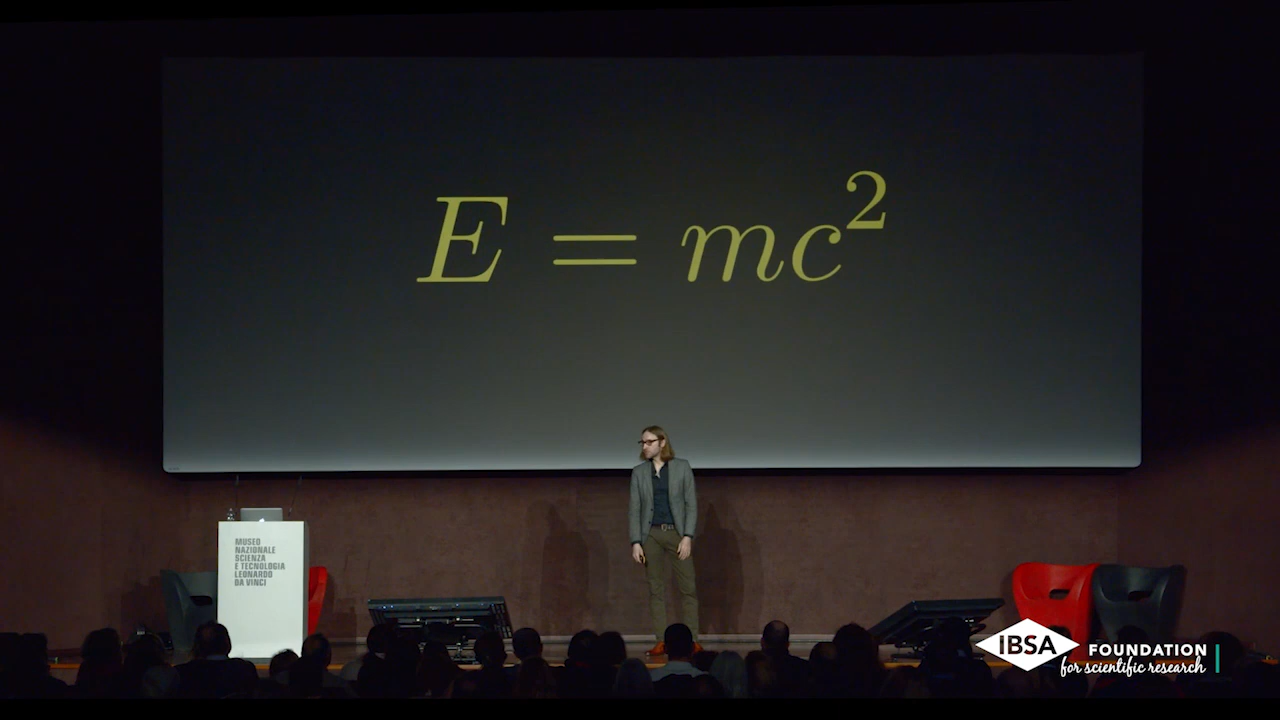 E = mc²
MUSEO
NAZIONALE
SCIENZA
E TECNOLOGIA
LEONARDO
DA VINCI
IBSA FOUNDATION
for scientific research